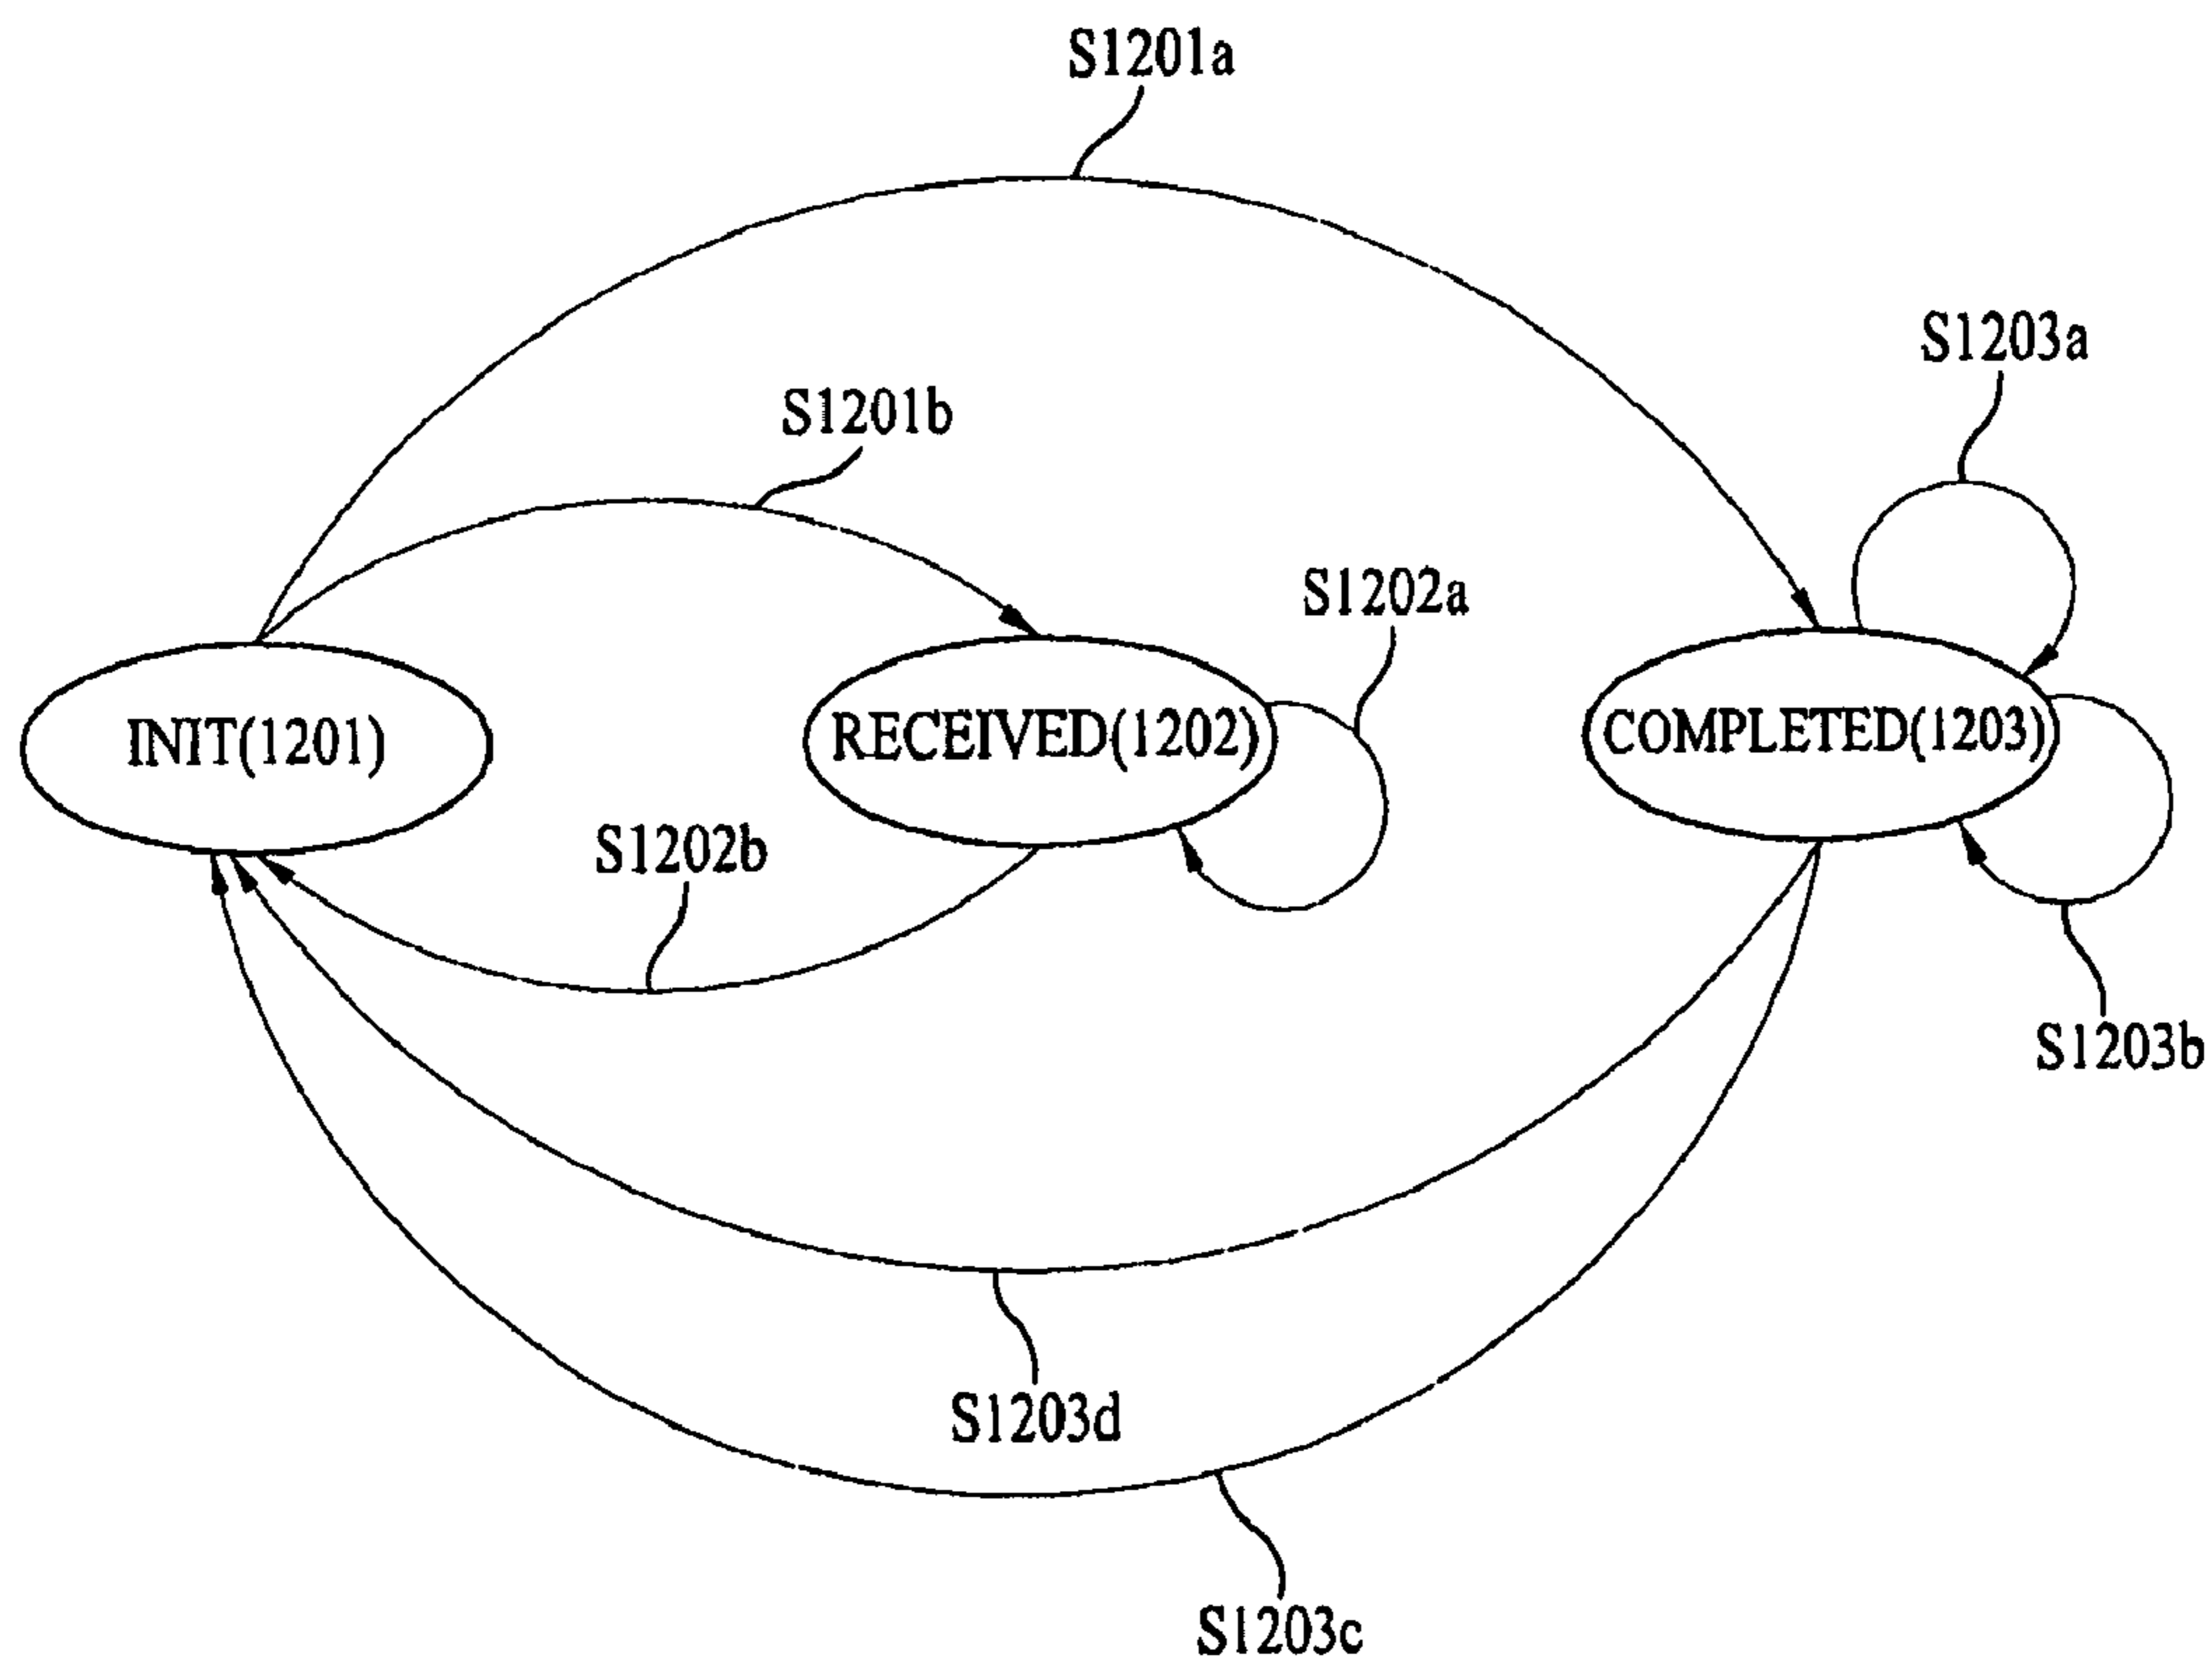 S1201a
S1203a
S1201b
S1202a
INIT(1201)
RECEIVED(1202)
COMPLETED(1203)
S1202b
S1203b
S1203d
S1203c